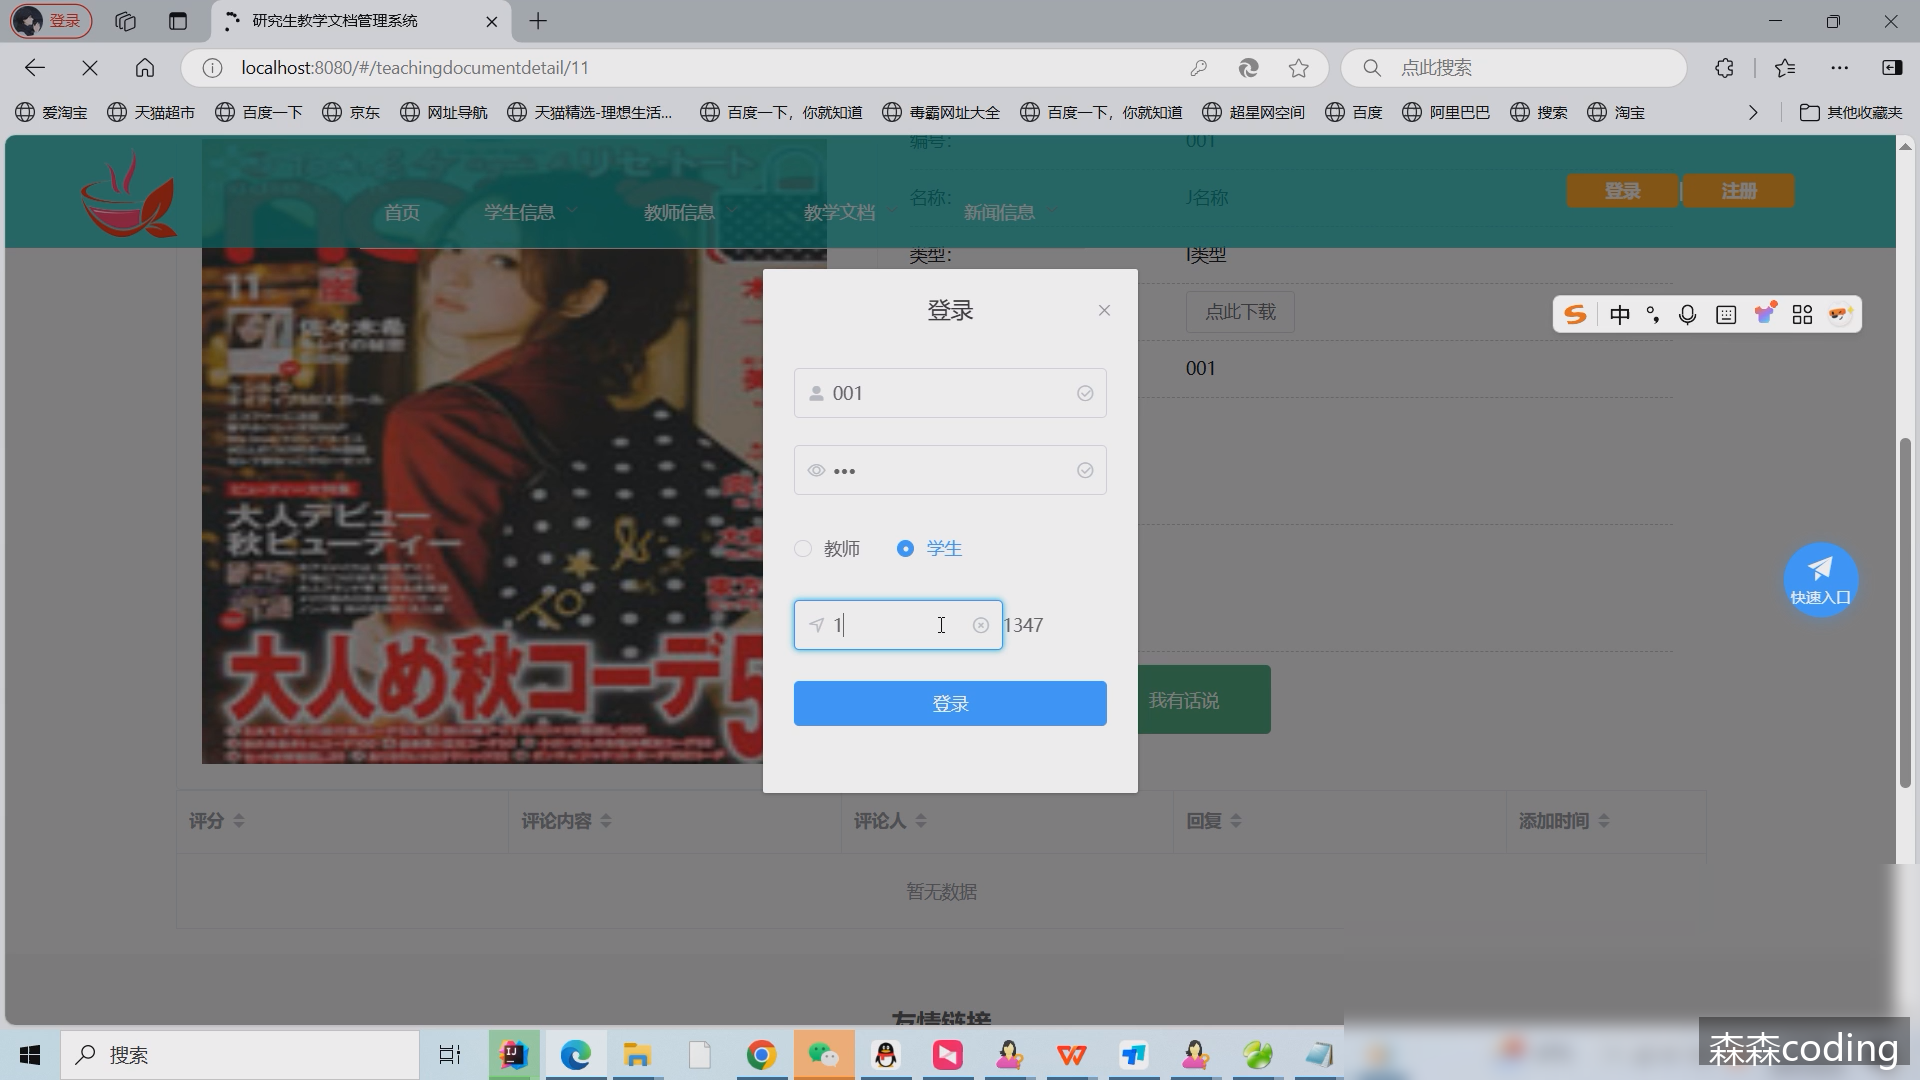 登录
研究生教学文档管理系统
localhost:8080/#/teachingdocumentdetail/11
点此搜索
爱淘宝
天猫超市
百度一下
京东
网址导航
天猫精选-理想生活...
百度一下，你就知道
毒霸网址大全
百度一下，你就知道
超星网空间
百度
阿里巴巴
搜索
淘宝
其他收藏夹
编号：
001
首页
学生信息
教师信息
教学文档
新闻信息
名称：
J名称
登录
注册
类型：
I类型
11
点此下载
001
登录
001
•••
教师
学生
1
1347
登录
中
快速入口
大人デビュー
秋ビューティー
大人め秋コーデ5
我有话说
评分
评论内容
评论人
回复
添加时间
暂无数据
友情链接
搜索
森森coding